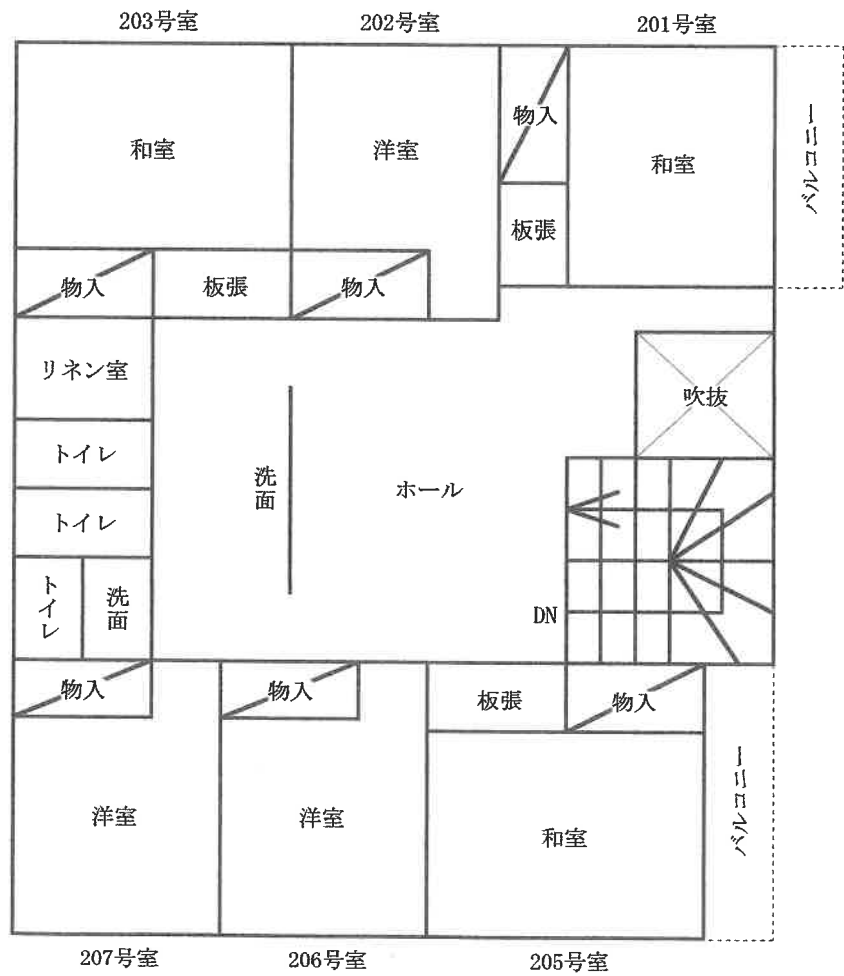 203号室
202号室
201号室
物入
バルコニー
和室
洋室
和室
板張
物入
板張
物入
リネン室
吹抜
トイレ
洗面
ホール
トイレ
トイレ
洗面
DN
物入
物入
板張
物入
バルコニー
洋室
洋室
和室
207号室
206号室
205号室